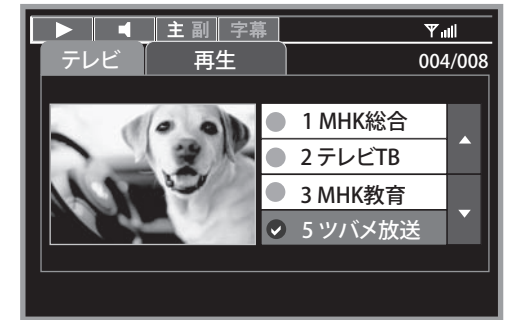 主 副 字幕
テレビ 再生 004/008
1 MHK総合
2 テレビTB
3 MHK教育
5 ツバメ放送